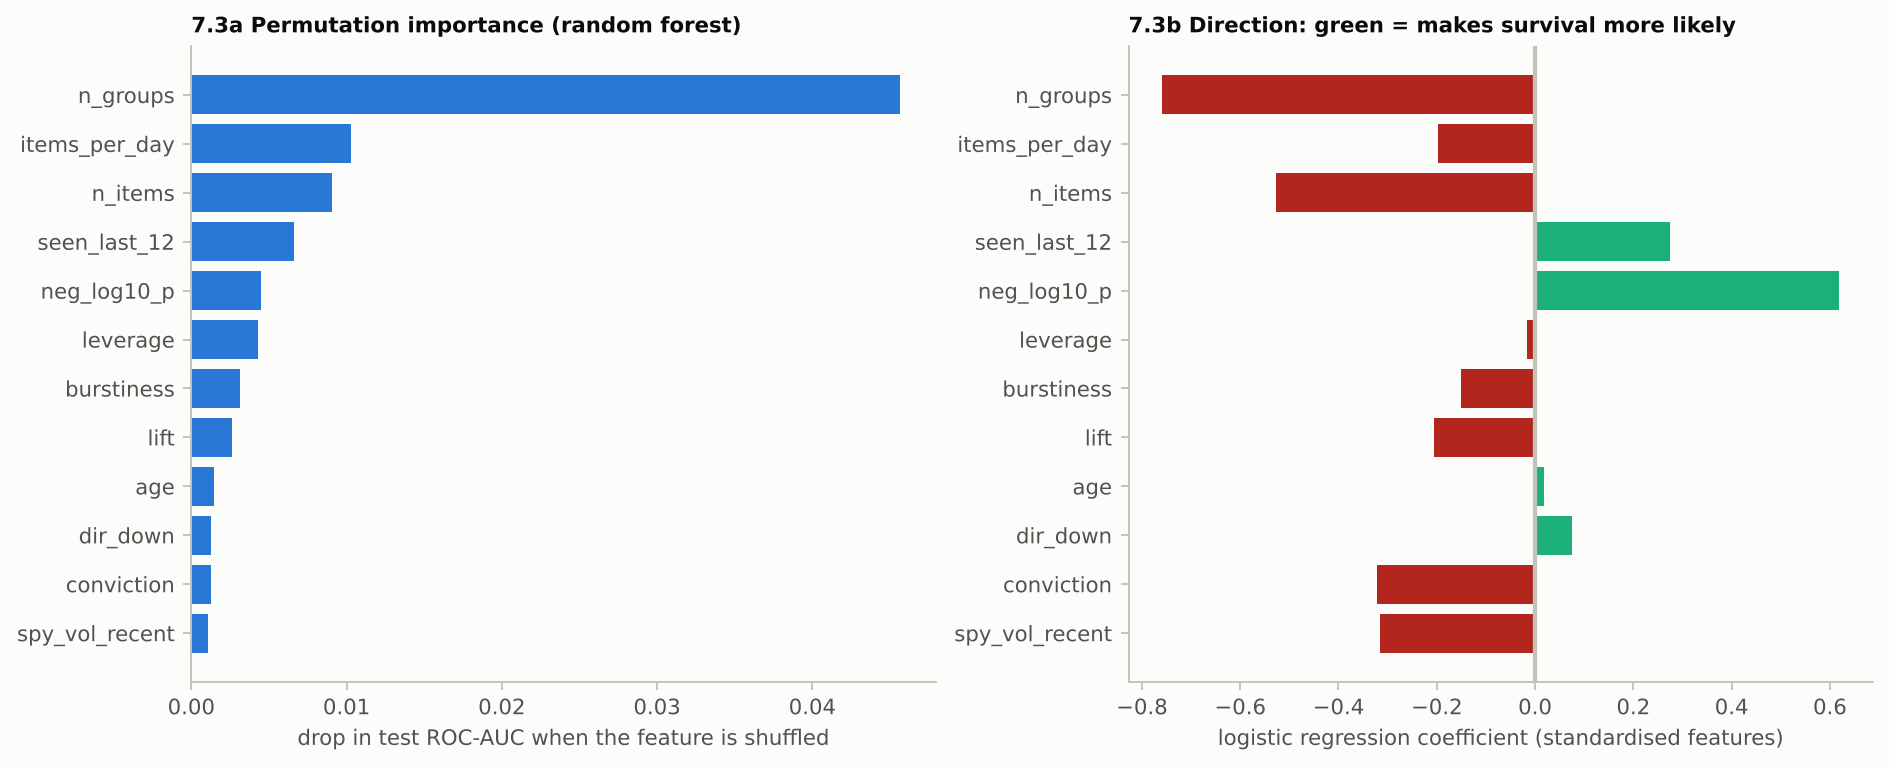 7.3a Permutation importance (random forest)
n_groups
items_per_day
n_items
seen_last_12
neg_log10_p
leverage
burstiness
lift
age
dir_down
conviction
spy_vol_recent
0.00 0.01 0.02 0.03 0.04
drop in test ROC-AUC when the feature is shuffled
7.3b Direction: green = makes survival more likely
n_groups
items_per_day
n_items
seen_last_12
neg_log10_p
leverage
burstiness
lift
age
dir_down
conviction
spy_vol_recent
−0.8 −0.6 −0.4 −0.2 0.0 0.2 0.4 0.6
logistic regression coefficient (standardised features)